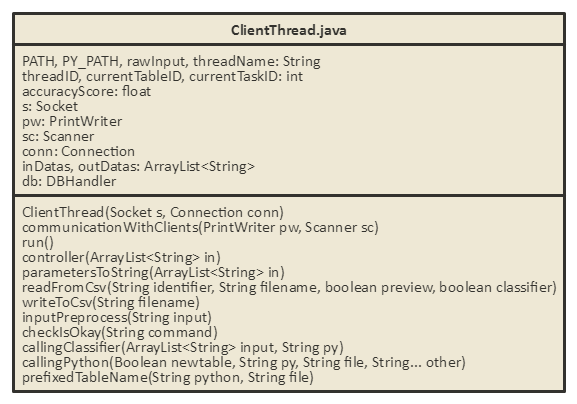 ClientThread.java
PATH, PY_PATH, rawInput, threadName: String
threadID, currentTableID, currentTaskID: int
accuracyScore: float
s: Socket
pw: PrintWriter
sc: Scanner
conn: Connection
inDatas, outDatas: ArrayList<String>
db: DBHandler
ClientThread(Socket s, Connection conn)
communicationWithClients(PrintWriter pw, Scanner sc)
run()
controller(ArrayList<String> in)
parametersToString(ArrayList<String> in)
readFromCsv(String identifier, String filename, boolean preview, boolean classifier)
writeToCsv(String filename)
inputPreprocess(String input)
checkIsOkay(String command)
callingClassifier(ArrayList<String> input, String py)
callingPython(Boolean newtable, String py, String file, String... other)
prefixedTableName(String python, String file)